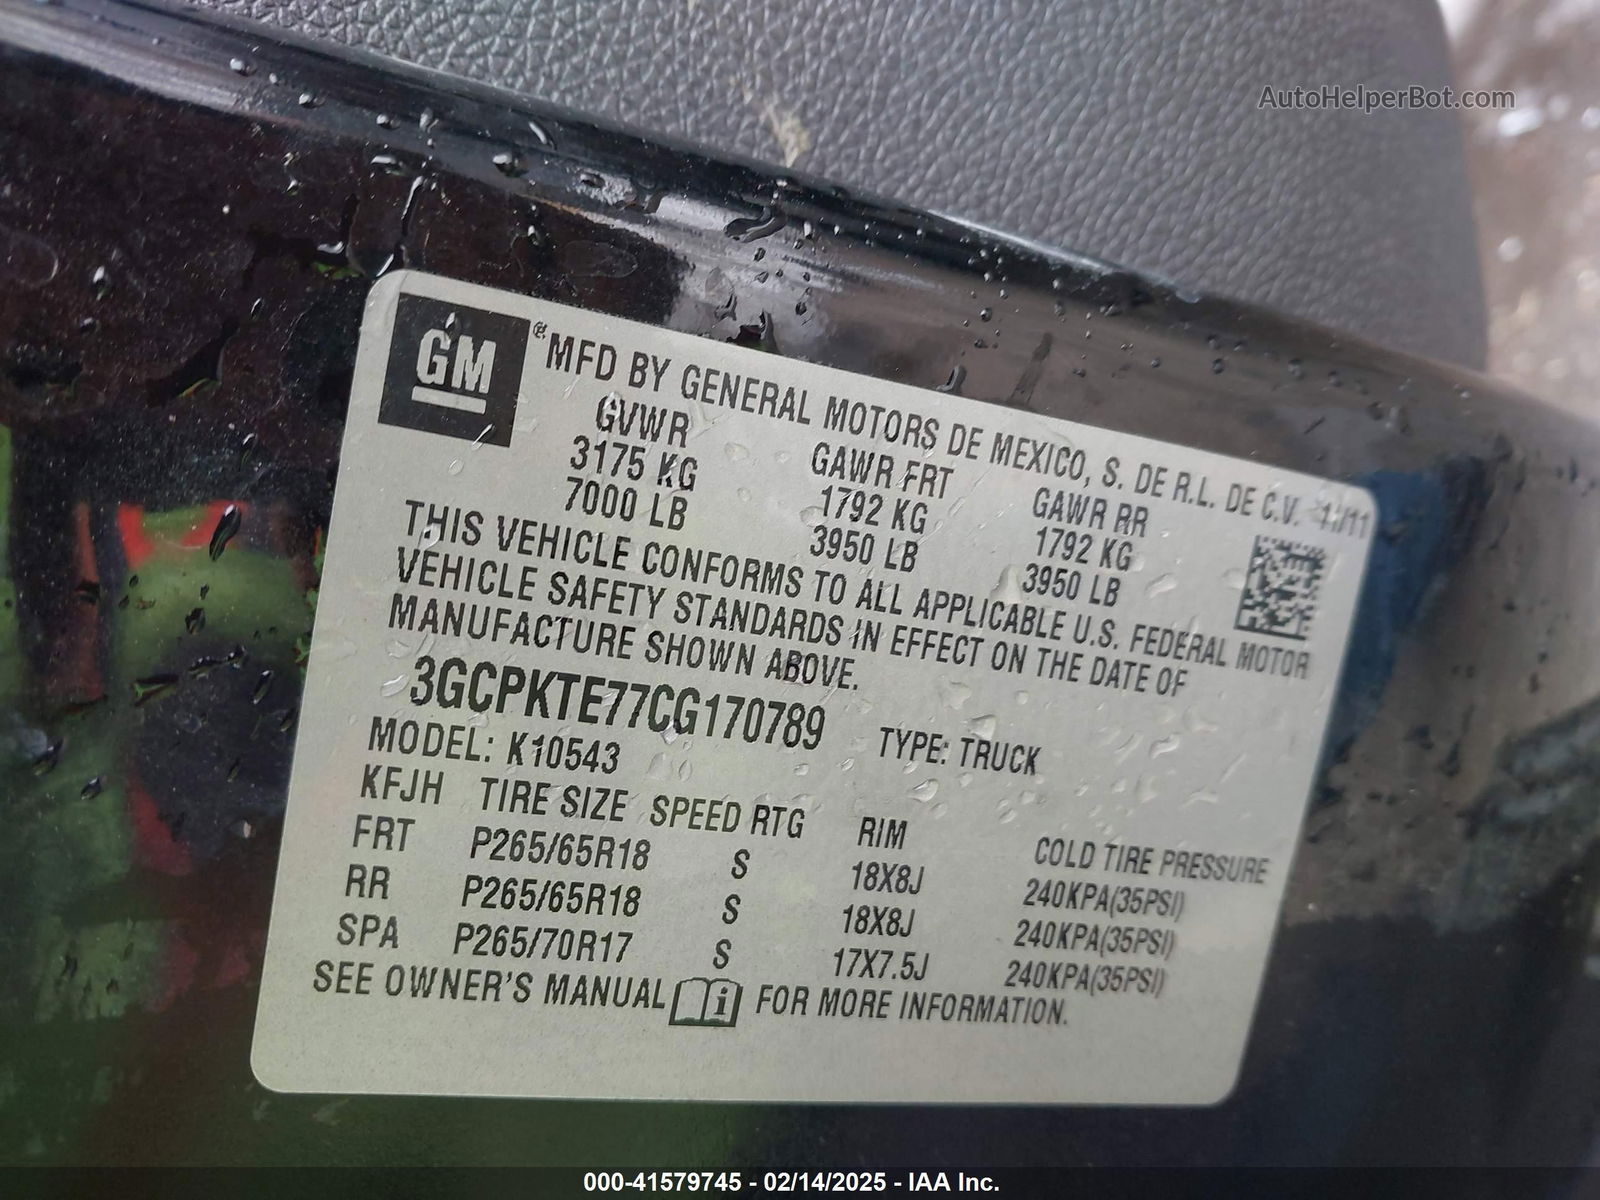 AutoHelperBot.com
GM ® MFD BY GENERAL MOTORS DE MEXICO, S. DE R.L. DE C.V. 11/11
GVWR GAWR FRT GAWR RR
3175 KG 1792 KG 1792 KG
7000 LB 3950 LB 3950 LB
THIS VEHICLE CONFORMS TO ALL APPLICABLE U.S. FEDERAL MOTOR
VEHICLE SAFETY STANDARDS IN EFFECT ON THE DATE OF
MANUFACTURE SHOWN ABOVE.
3GCPKTE77CG170789 TYPE: TRUCK
MODEL: K10543
KFJH TIRE SIZE SPEED RTG RIM COLD TIRE PRESSURE
FRT P265/65R18 S 18X8J 240KPA(35PSI)
RR P265/65R18 S 18X8J 240KPA(35PSI)
SPA P265/70R17 S 17X7.5J 240KPA(35PSI)
SEE OWNER'S MANUAL i FOR MORE INFORMATION.
000-41579745 - 02/14/2025 - IAA Inc.